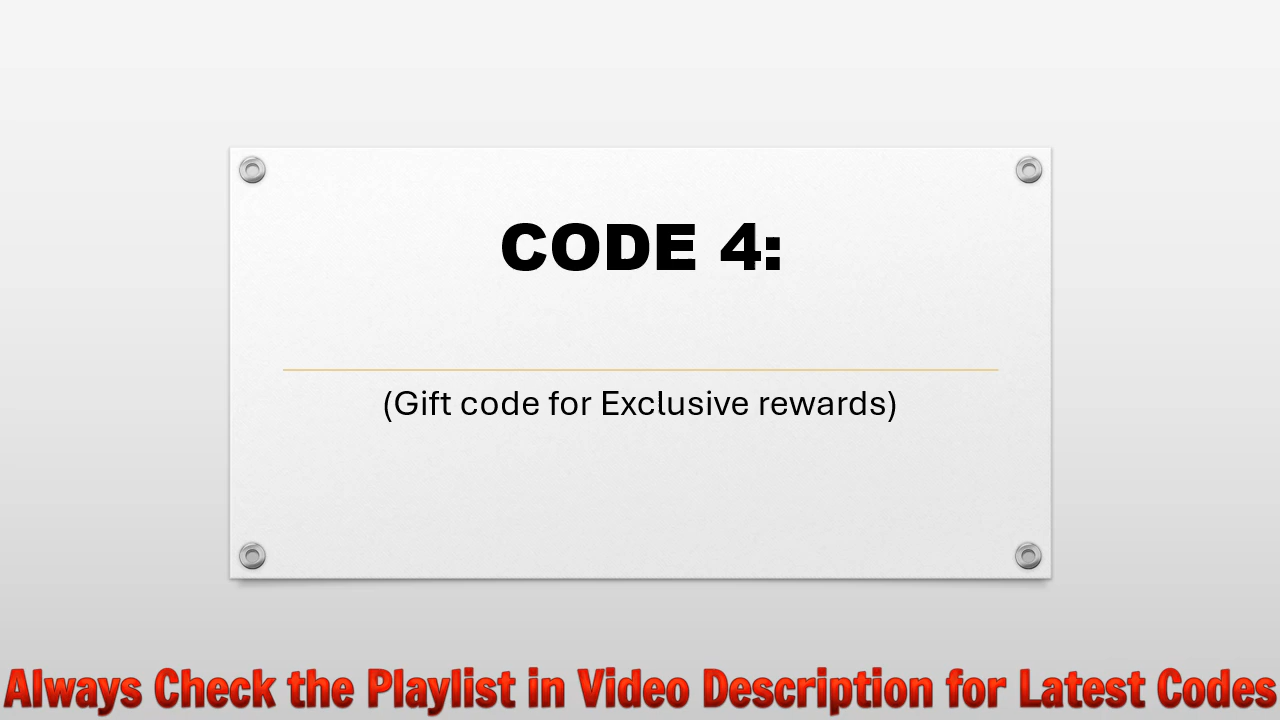 CODE 4:
(Gift code for Exclusive rewards)
Always Check the Playlist in Video Description for Latest Codes